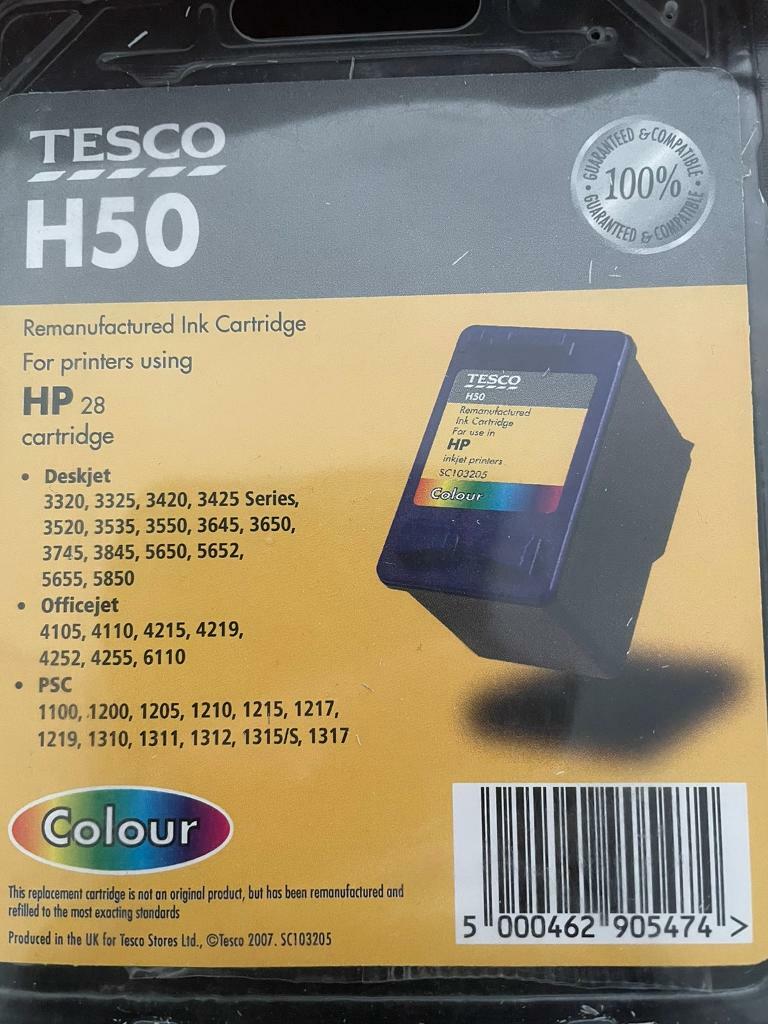 TESCO
H50
GUARANTEED & COMPATIBLE
100%
GUARANTEED & COMPATIBLE
Remanufactured Ink Cartridge
For printers using
HP 28
cartridge
• Deskjet
3320, 3325, 3420, 3425 Series,
3520, 3535, 3550, 3645, 3650,
3745, 3845, 5650, 5652,
5655, 5850
• Officejet
4105, 4110, 4215, 4219,
4252, 4255, 6110
• PSC
1100, 1200, 1205, 1210, 1215, 1217,
1219, 1310, 1311, 1312, 1315/S, 1317
TESCO
H50
Remanufactured
Ink Cartridge
For use in
HP
inkjet printers
SC103205
Colour
Colour
This replacement cartridge is not an original product, but has been remanufactured and
refilled to the most exacting standards
Produced in the UK for Tesco Stores Ltd., ©Tesco 2007. SC103205
5 000462 905474 >